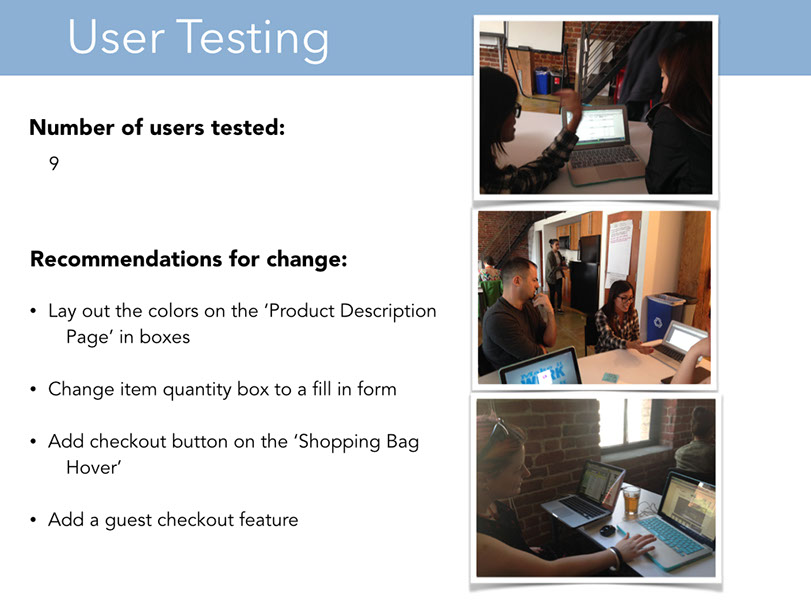 User Testing
Number of users tested:
9
Recommendations for change:
• Lay out the colors on the ‘Product Description
Page’ in boxes
• Change item quantity box to a fill in form
• Add checkout button on the ‘Shopping Bag
Hover’
• Add a guest checkout feature